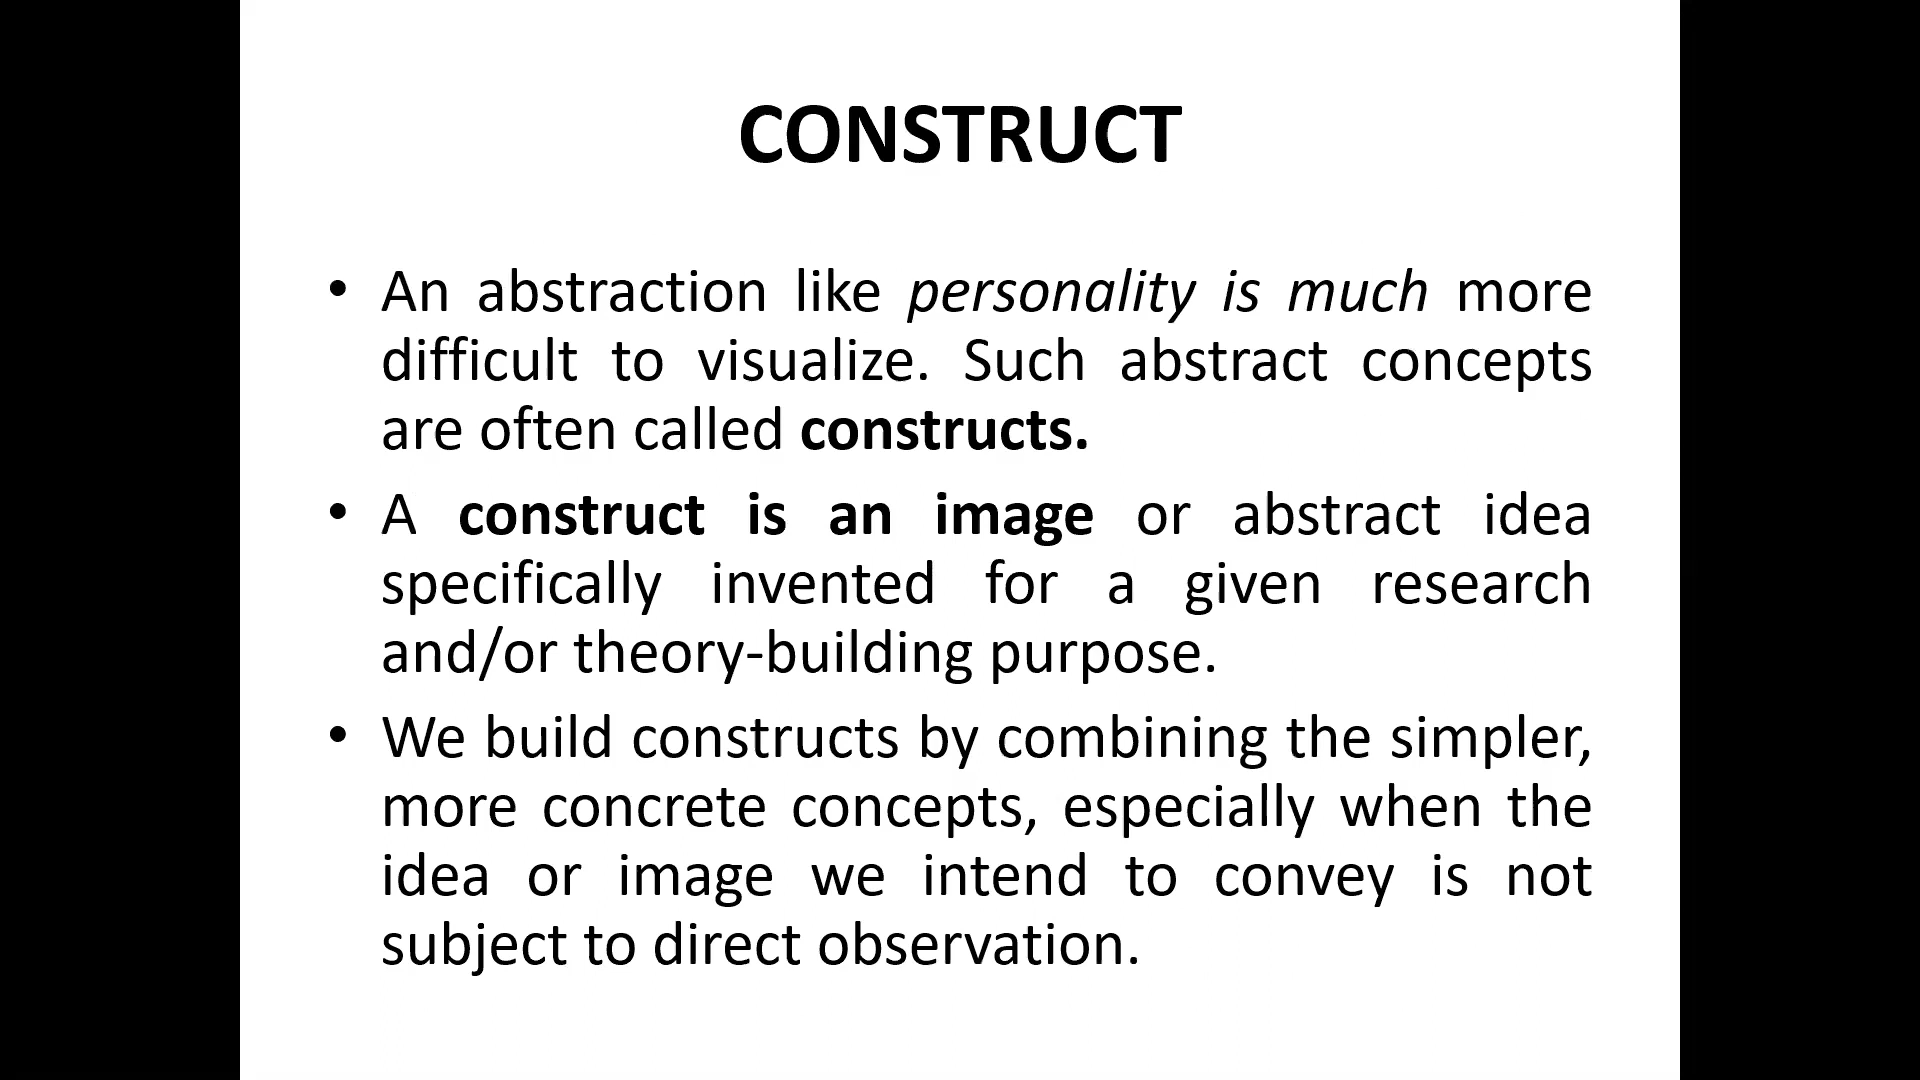 CONSTRUCT
• An abstraction like personality is much more
difficult to visualize. Such abstract concepts
are often called constructs.
• A construct is an image or abstract idea
specifically invented for a given research
and/or theory-building purpose.
• We build constructs by combining the simpler,
more concrete concepts, especially when the
idea or image we intend to convey is not
subject to direct observation.